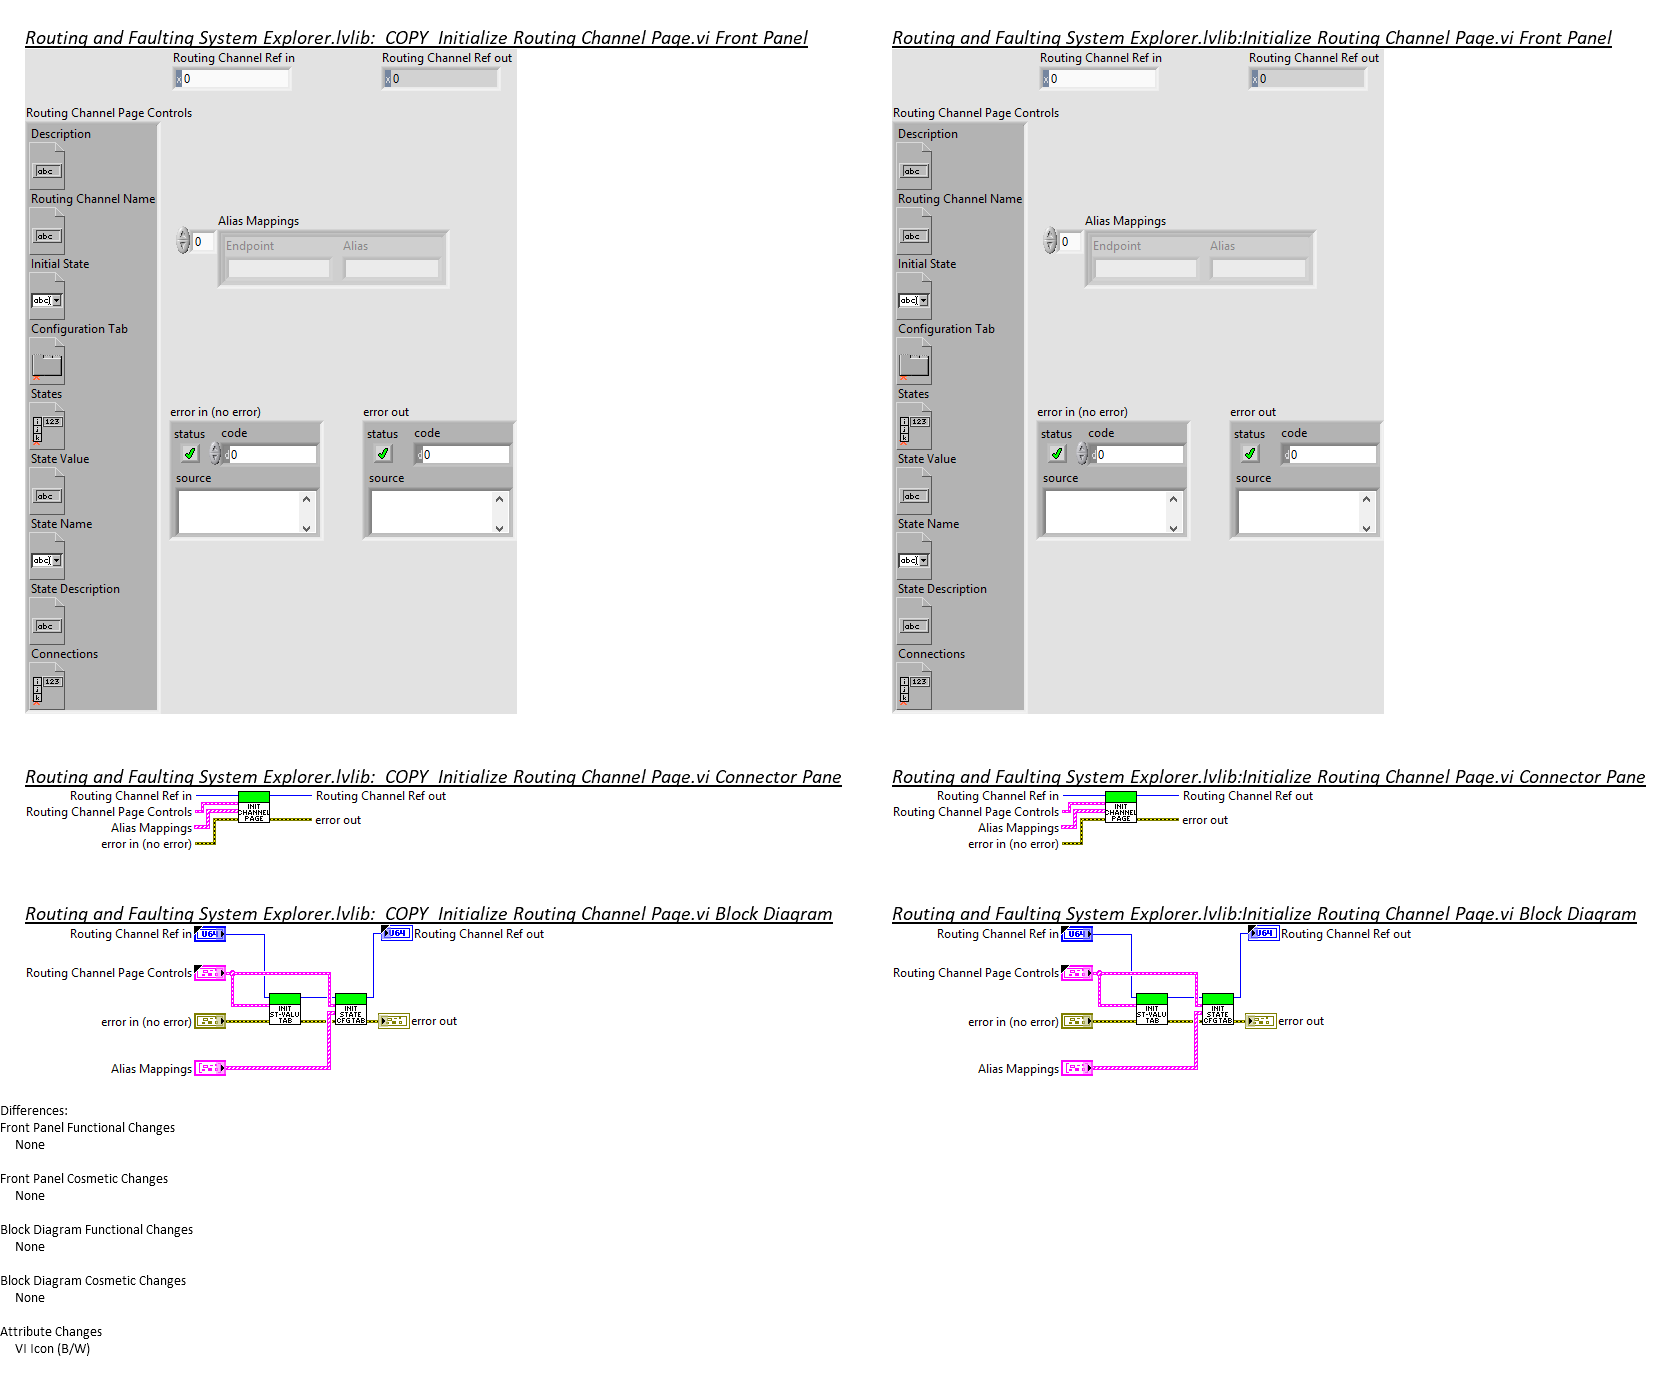 Routing and Faulting System Explorer.lvlib:_COPY_Initialize Routing Channel Page.vi Front Panel
Routing Channel Ref in
Routing Channel Ref out
x 0
x 0
Routing Channel Page Controls
Description
abc
Routing Channel Name
abc
Alias Mappings
0
Endpoint
Alias
Initial State
abc
Configuration Tab
States
123
error in (no error)
error out
status
code
status
code
d 0
d 0
State Value
source
source
abc
State Name
abc
State Description
abc
Connections
123
Routing and Faulting System Explorer.lvlib:Initialize Routing Channel Page.vi Front Panel
Routing Channel Ref in
Routing Channel Ref out
x 0
x 0
Routing Channel Page Controls
Description
abc
Routing Channel Name
abc
Alias Mappings
0
Endpoint
Alias
Initial State
abc
Configuration Tab
States
123
error in (no error)
error out
status
code
status
code
d 0
d 0
State Value
source
source
abc
State Name
abc
State Description
abc
Connections
123
Routing and Faulting System Explorer.lvlib:_COPY_Initialize Routing Channel Page.vi Connector Pane
Routing Channel Ref in
Routing Channel Page Controls
Alias Mappings
error in (no error)
INIT
CHANNEL
PAGE
Routing Channel Ref out
error out
Routing and Faulting System Explorer.lvlib:Initialize Routing Channel Page.vi Connector Pane
Routing Channel Ref in
Routing Channel Page Controls
Alias Mappings
error in (no error)
INIT
CHANNEL
PAGE
Routing Channel Ref out
error out
Routing and Faulting System Explorer.lvlib:_COPY_Initialize Routing Channel Page.vi Block Diagram
Routing Channel Ref in
U64
U64
Routing Channel Ref out
Routing Channel Page Controls
INIT
ST-VALU
TAB
INIT
STATE
CFG TAB
error in (no error)
error out
Alias Mappings
Routing and Faulting System Explorer.lvlib:Initialize Routing Channel Page.vi Block Diagram
Routing Channel Ref in
U64
U64
Routing Channel Ref out
Routing Channel Page Controls
INIT
ST-VALU
TAB
INIT
STATE
CFG TAB
error in (no error)
error out
Alias Mappings
Differences:
Front Panel Functional Changes
None
Front Panel Cosmetic Changes
None
Block Diagram Functional Changes
None
Block Diagram Cosmetic Changes
None
Attribute Changes
VI Icon (B/W)